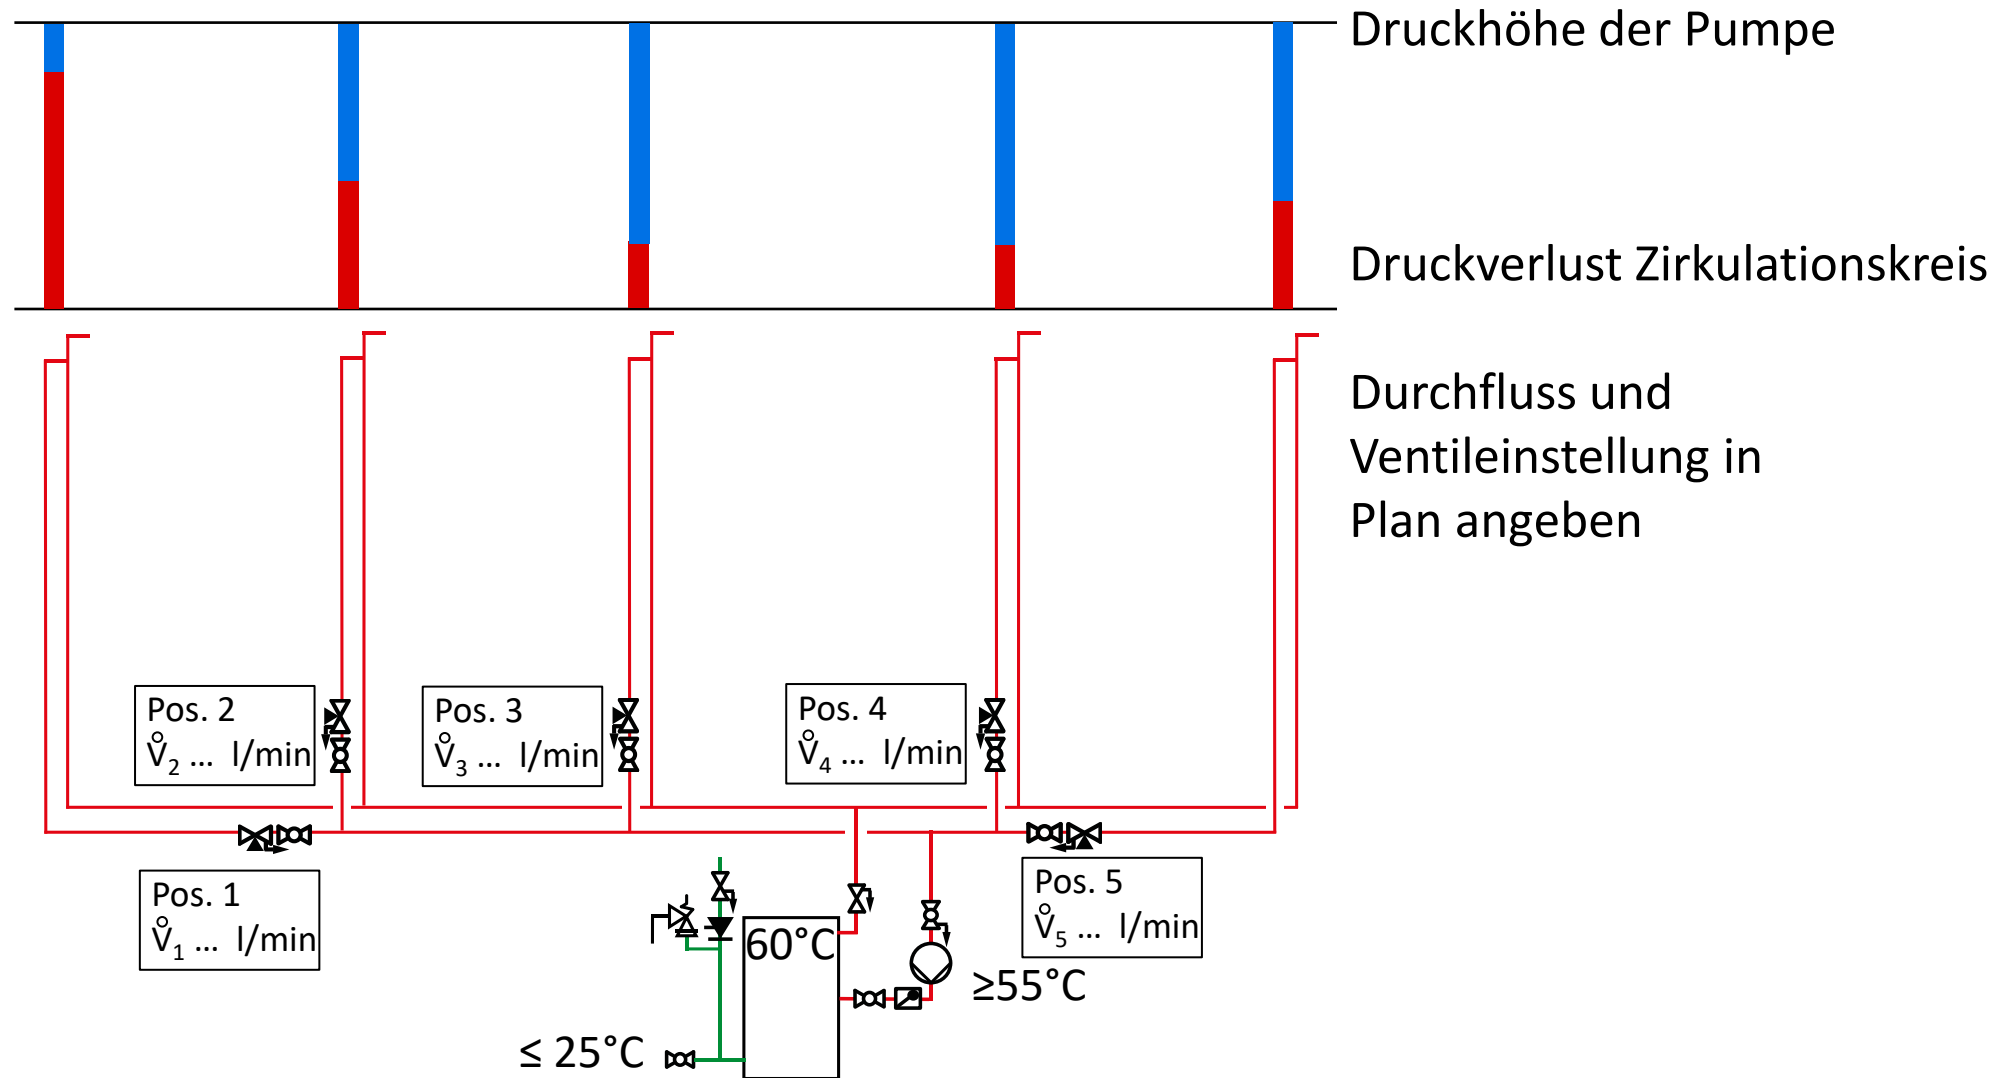 Druckhöhe der Pumpe
Druckverlust Zirkulationskreis
Durchfluss und
Ventileinstellung in
Plan angeben
Pos. 2
V̊₂ ... l/min
Pos. 3
V̊₃ ... l/min
Pos. 4
V̊₄ ... l/min
Pos. 1
V̊₁ ... l/min
Pos. 5
V̊₅ ... l/min
60°C
≥55°C
≤ 25°C